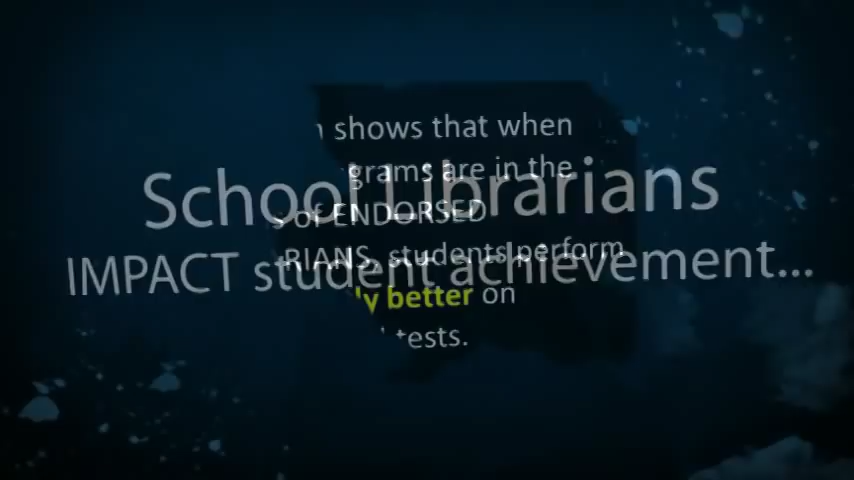 shows that when
grams are in the
School Librarians
s of ENDORSED
RIANS, students perform
IMPACT student achievement...
ly better on
tests.